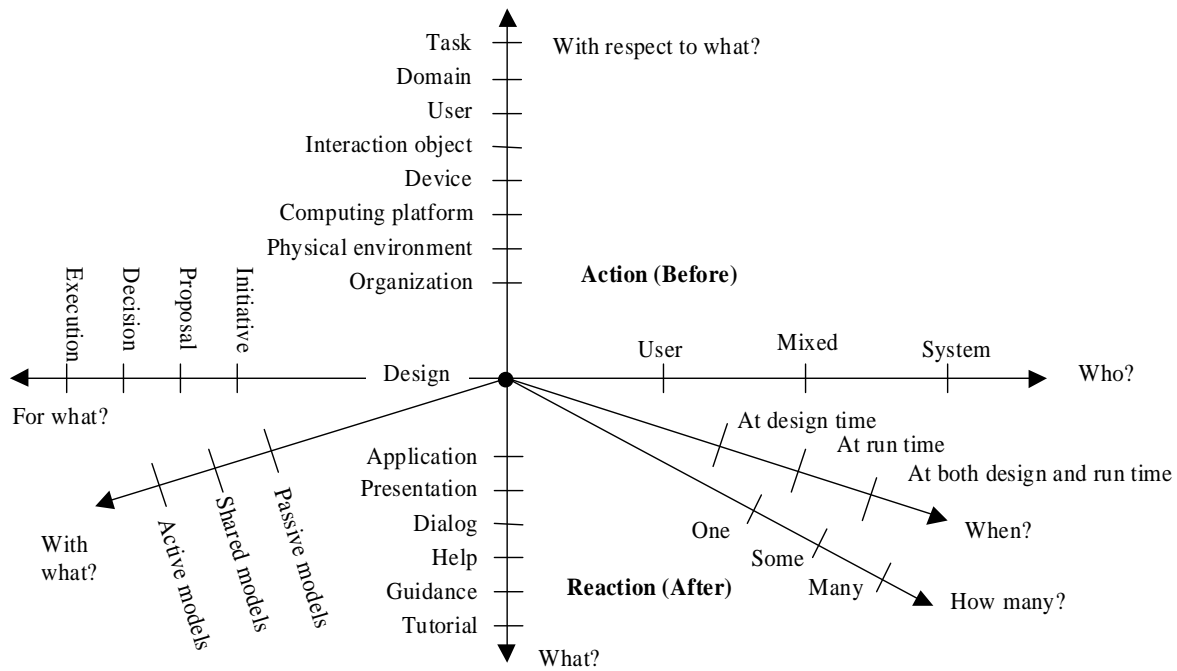 Task
With respect to what?
Domain
User
Interaction object
Device
Computing platform
Physical environment
Organization
Action (Before)
Execution
Decision
Proposal
Initiative
Design
User
Mixed
System
Who?
For what?
At design time
At run time
At both design and run time
When?
Application
Presentation
Dialog
Help
Guidance
Tutorial
What?
With
what?
Active models
Shared models
Passive models
One
Some
Many
How many?
Reaction (After)